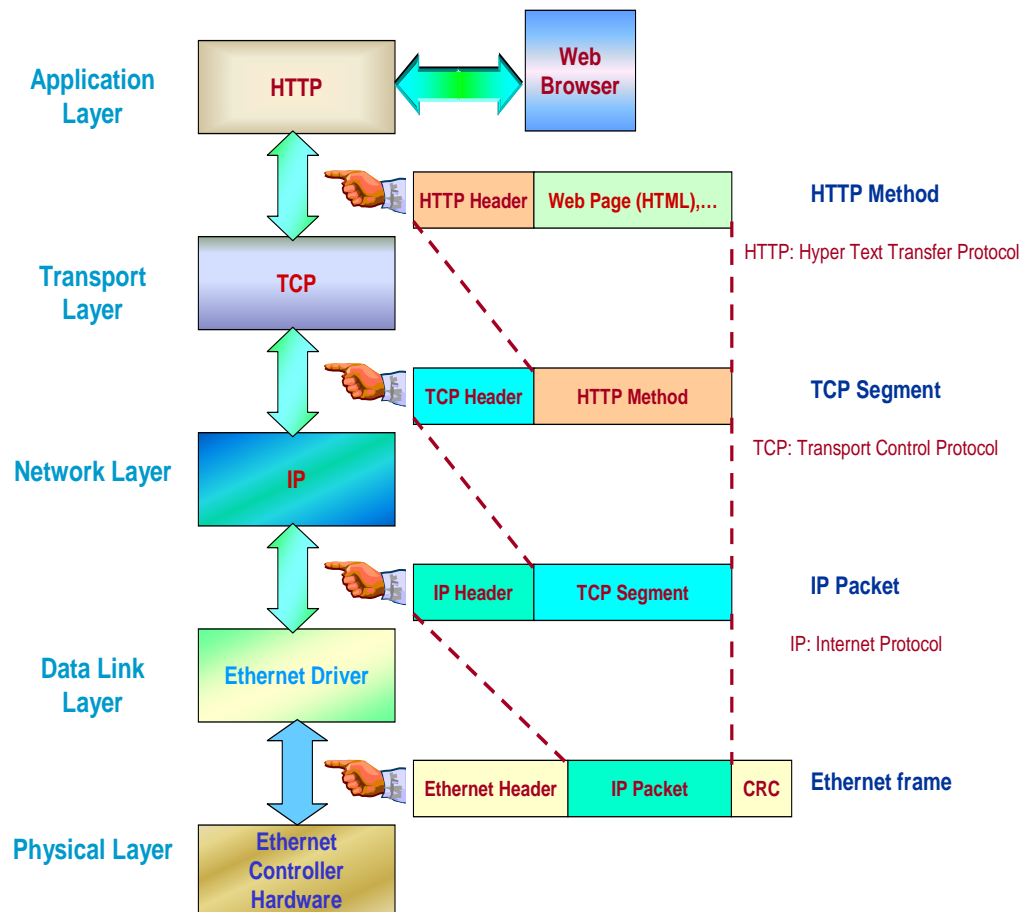 Application
Layer
HTTP
Web
Browser
HTTP Header
Web Page (HTML),...
HTTP Method
HTTP: Hyper Text Transfer Protocol
Transport
Layer
TCP
TCP Header
HTTP Method
TCP Segment
TCP: Transport Control Protocol
Network Layer
IP
IP Header
TCP Segment
IP Packet
IP: Internet Protocol
Data Link
Layer
Ethernet Driver
Ethernet Header
IP Packet
CRC
Ethernet frame
Physical Layer
Ethernet
Controller
Hardware